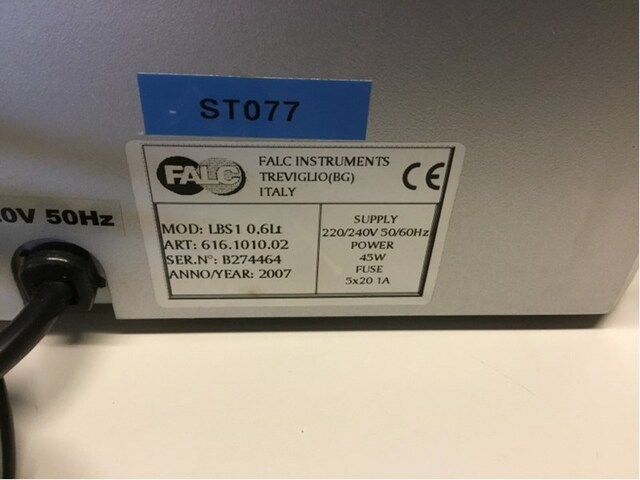 ST077
FALC
FALC INSTRUMENTS
TREVIGLIO(BG)
ITALY
CE
0V 50Hz
MOD: LBS1 0,6Lt
ART: 616.1010.02
SER.N°: B274464
ANNO/YEAR: 2007
SUPPLY
220/240V 50/60Hz
POWER
45W
FUSE
5x20 1A